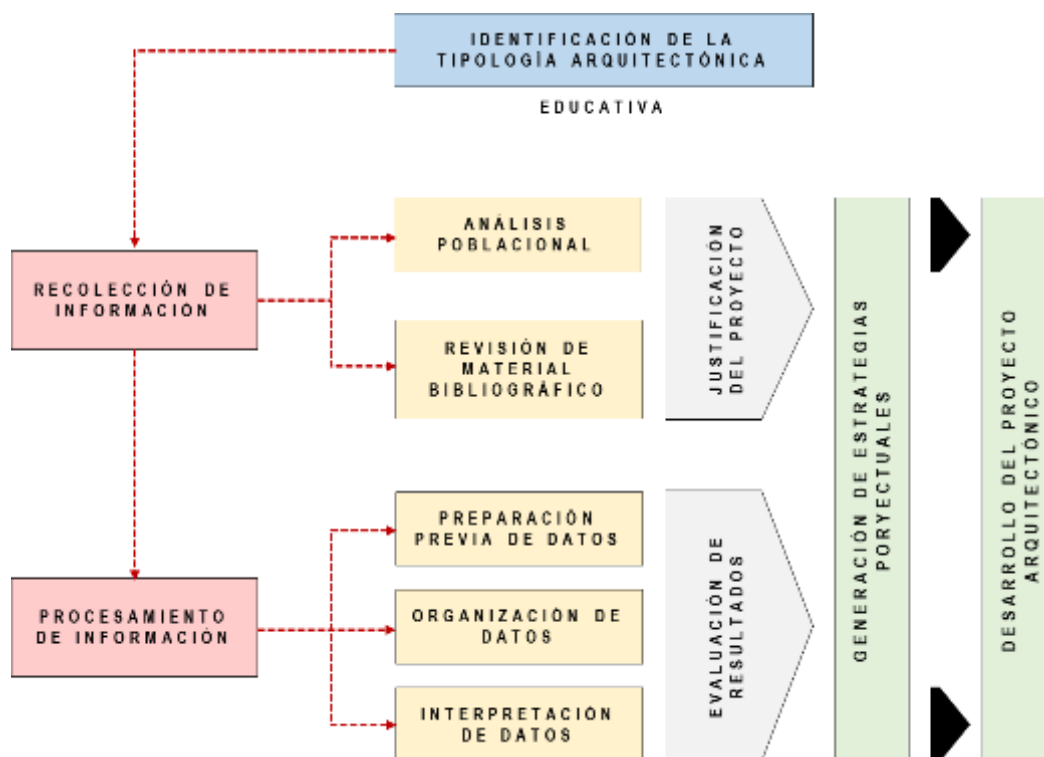 IDENTIFICACIÓN DE LA
TIPOLOGÍA ARQUITECTÓNICA
EDUCATIVA
RECOLECCIÓN DE
INFORMACIÓN
ANÁLISIS
POBLACIONAL
REVISIÓN DE
MATERIAL
BIBLIOGRÁFICO
JUSTIFICACIÓN
DEL PROYECTO
PROCESAMIENTO
DE INFORMACIÓN
PREPARACIÓN
PREVIA DE DATOS
ORGANIZACIÓN DE
DATOS
INTERPRETACIÓN
DE DATOS
EVALUACIÓN DE
RESULTADOS
GENERACIÓN DE ESTRATEGIAS
PORYECTUALES
DESARROLLO DEL PROYECTO
ARQUITECTÓNICO